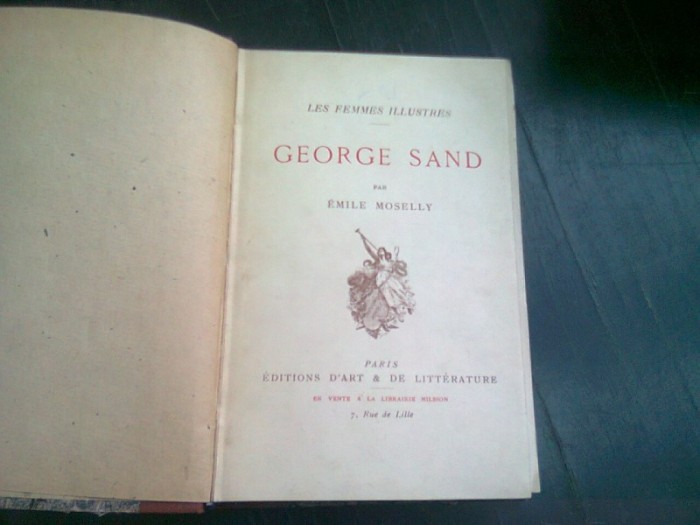 LES FEMMES ILLUSTRES
GEORGE SAND
PAR
ÉMILE MOSELLY
PARIS
ÉDITIONS D'ART & DE LITTÉRATURE
EN VENTE A LA LIBRAIRIE NILSSON
7, Rue de Lille